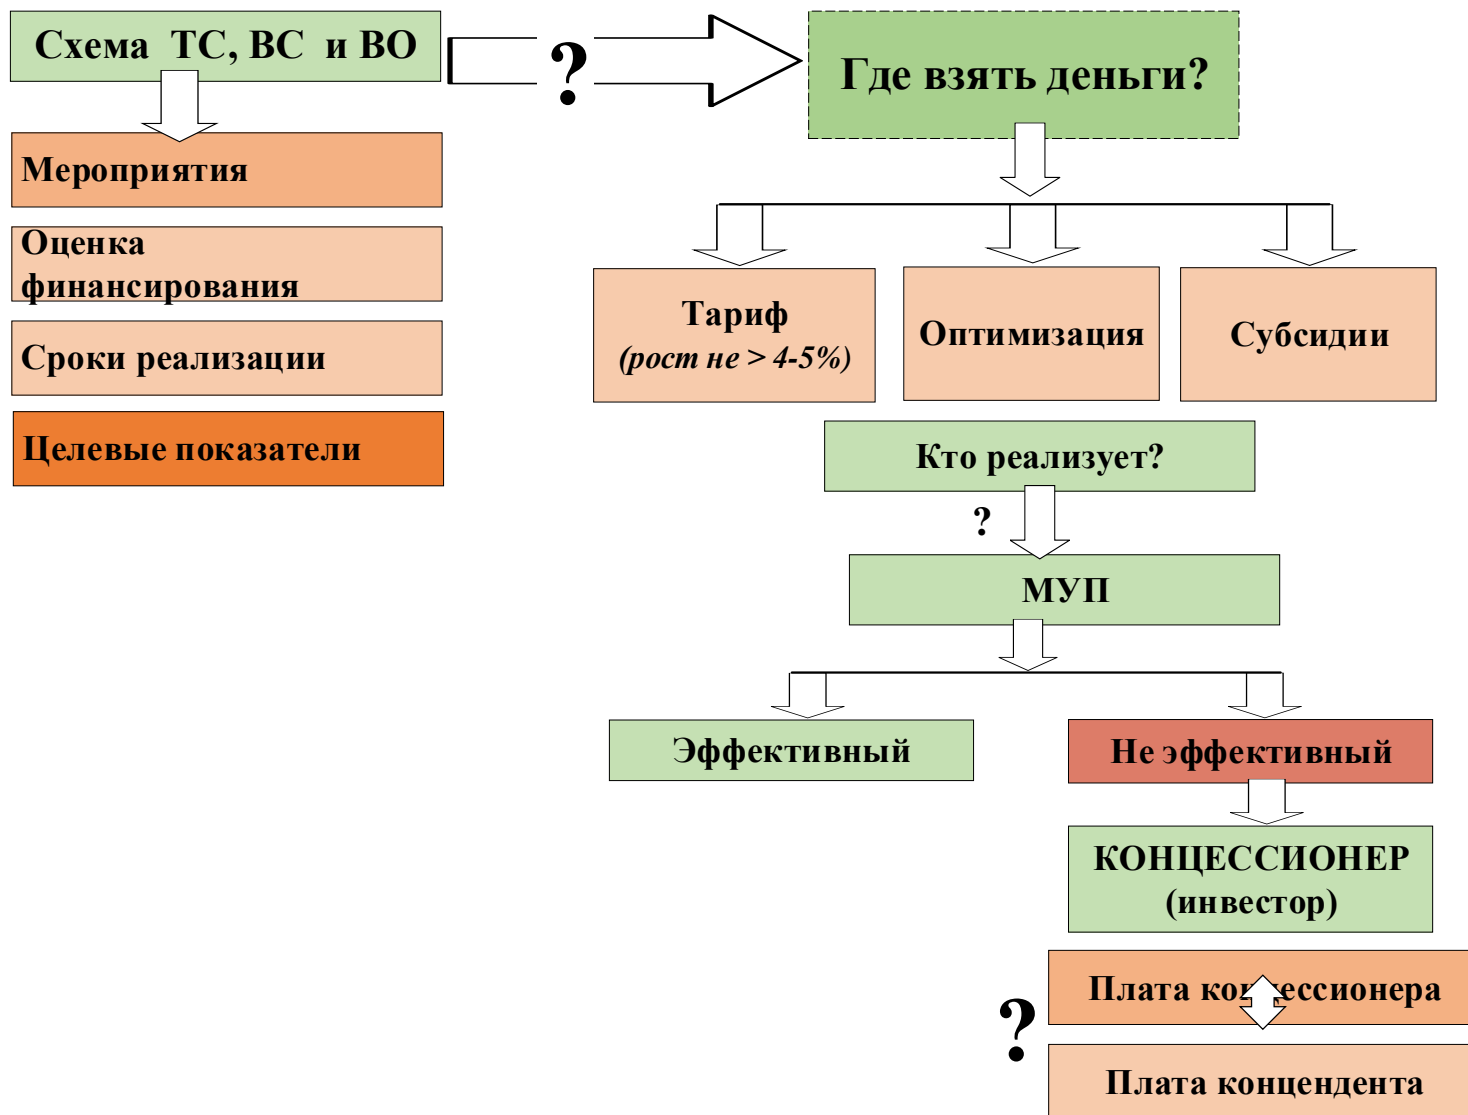 Схема ТС, ВС и ВО
?
Где взять деньги?
Мероприятия
Оценка
финансирования
Сроки реализации
Целевые показатели
Тариф
(рост не > 4-5%)
Оптимизация
Субсидии
Кто реализует?
?
МУП
Эффективный
Не эффективный
КОНЦЕССИОНЕР
(инвестор)
?
Плата концессионера
Плата концендента